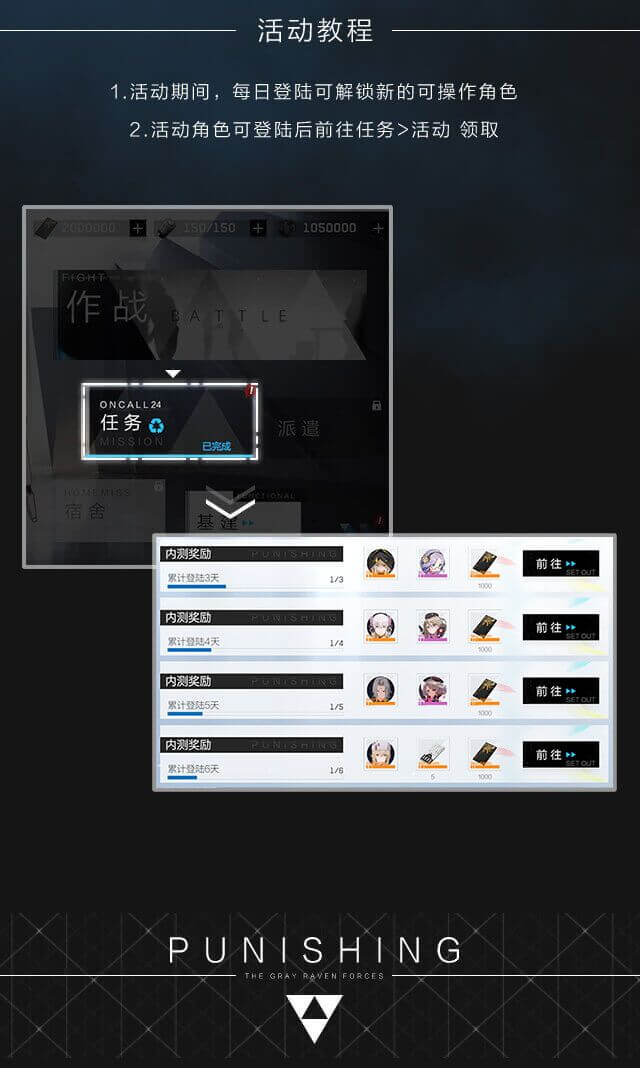 活动教程
1.活动期间，每日登陆可解锁新的可操作角色
2.活动角色可登陆后前往任务>活动 领取
2000000
150/150
1050000
FIGHT
作战 BATTLE
ONCALL24
任务
MISSION
已完成
派遣
HOMEMISS
宿舍
FUNCTIONAL
基建
内测奖励 PUNISHING
累计登陆3天 1/3
1000
前往
SET OUT
内测奖励 PUNISHING
累计登陆4天 1/4
1000
前往
SET OUT
内测奖励 PUNISHING
累计登陆5天 1/5
1000
前往
SET OUT
内测奖励 PUNISHING
累计登陆6天 1/6
5
1000
前往
SET OUT
PUNISHING
THE GRAY RAVEN FORCES